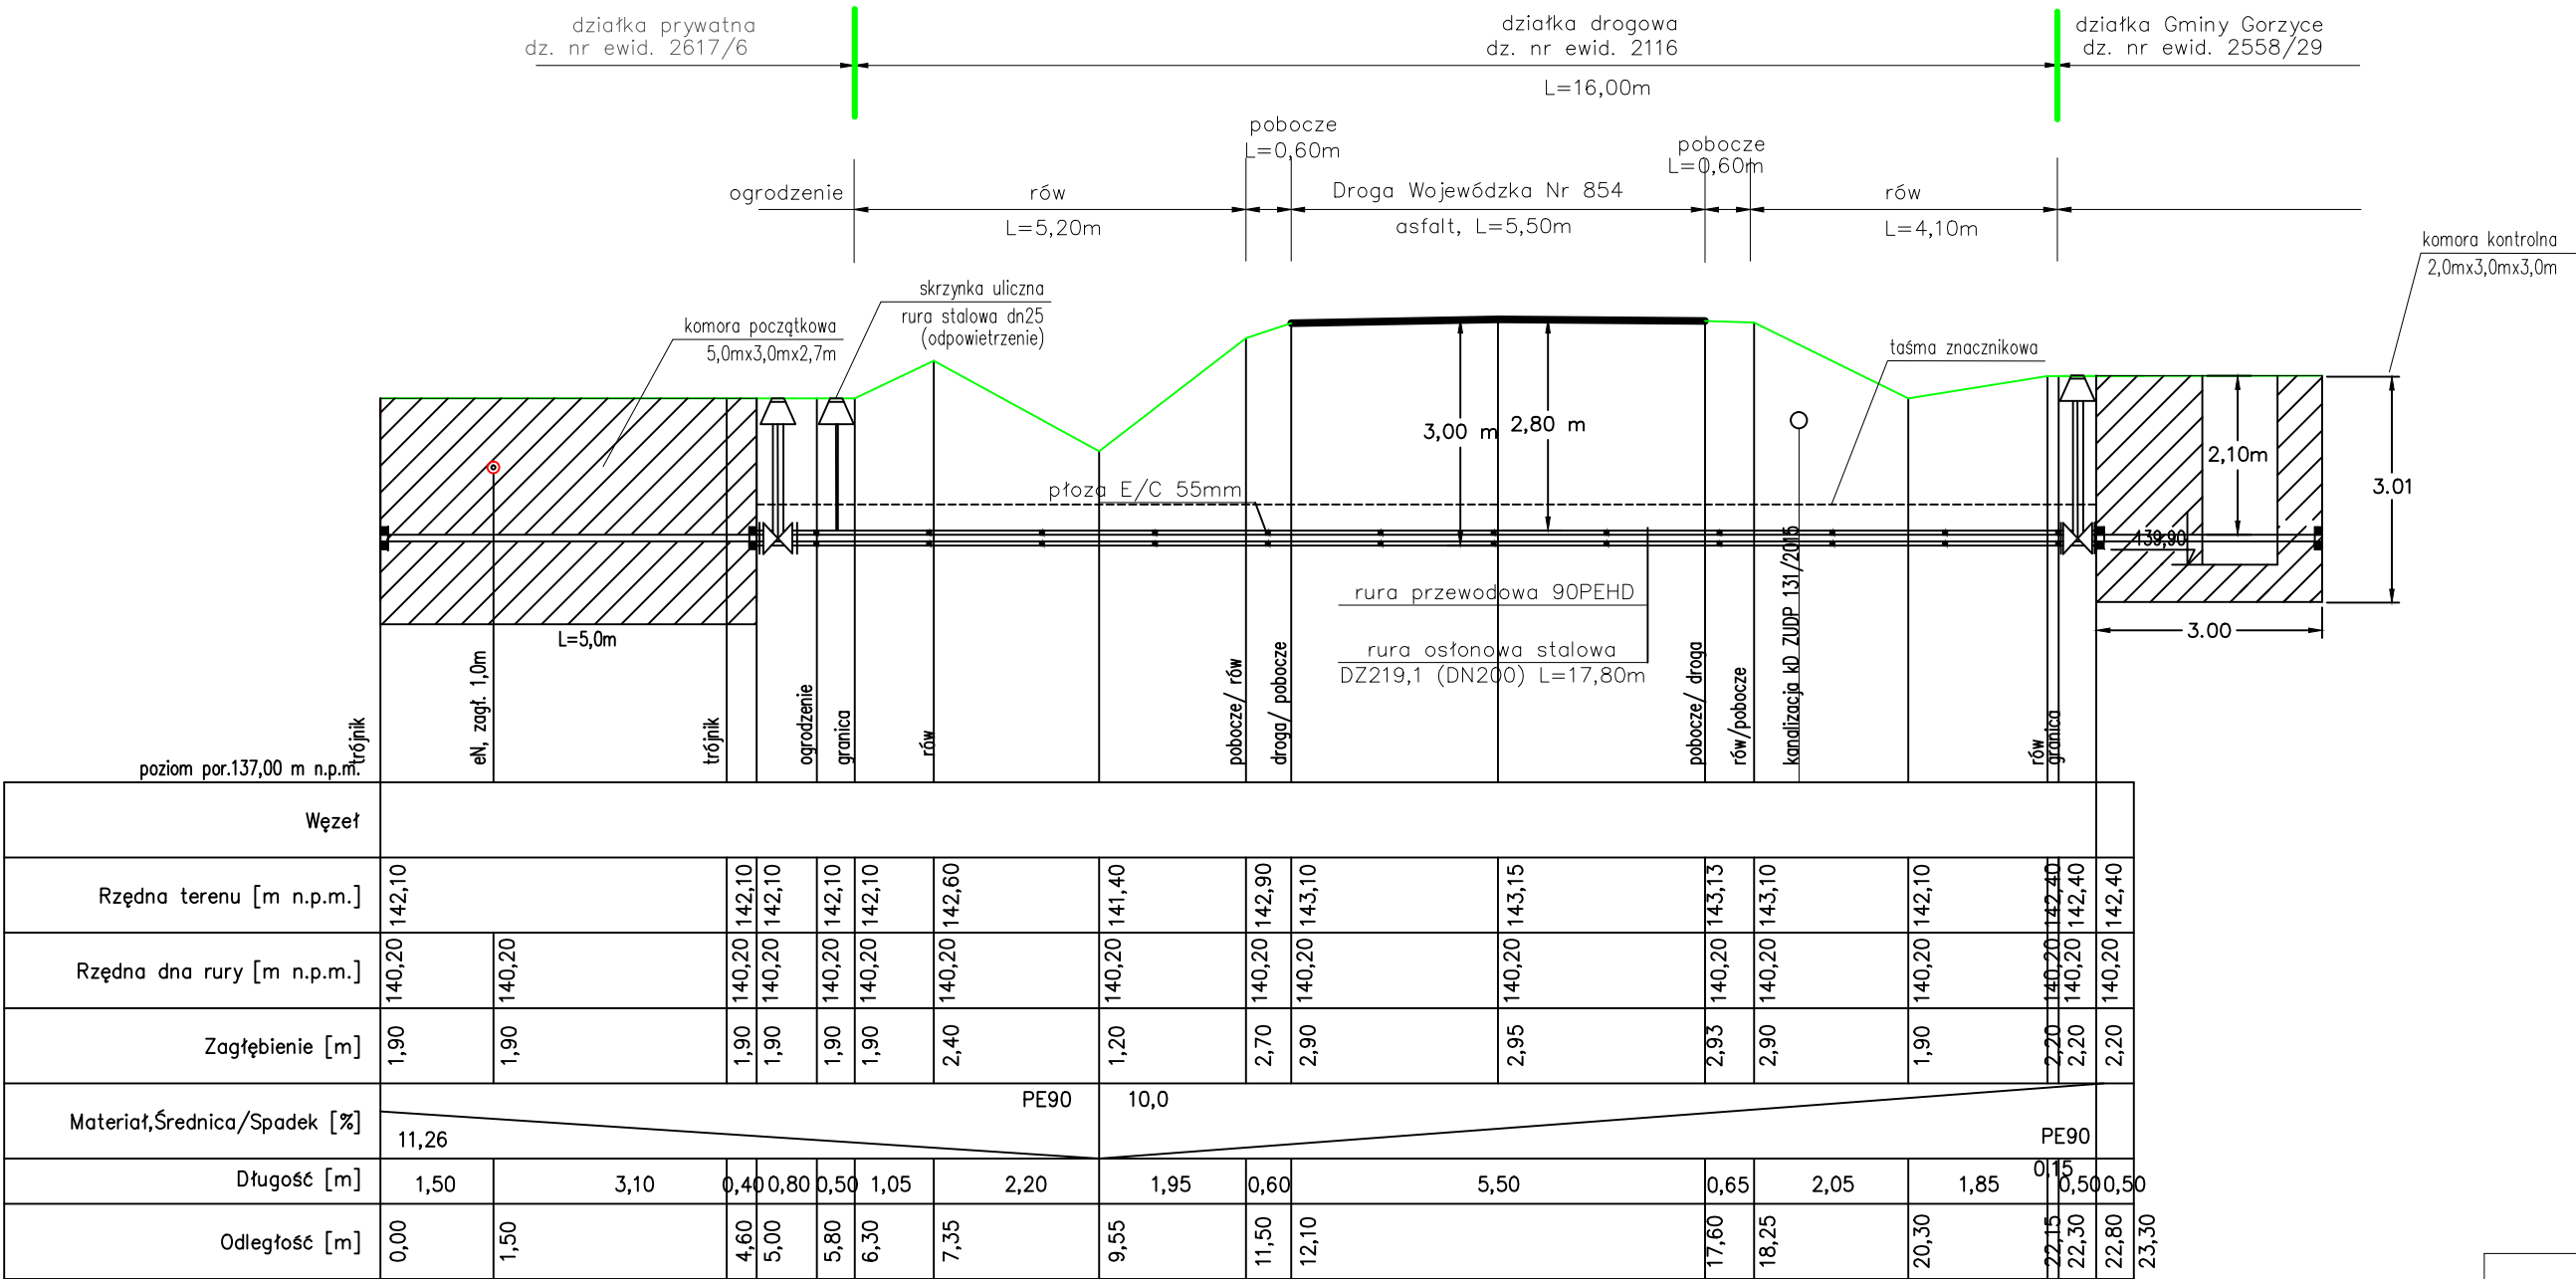 działka prywatna
dz. nr ewid. 2617/6
działka drogowa
dz. nr ewid. 2116
L=16,00m
działka Gminy Gorzyce
dz. nr ewid. 2558/29
pobocze
L=0,60m
pobocze
L=0,60m
ogrodzenie
rów
L=5,20m
Droga Wojewódzka Nr 854
asfalt, L=5,50m
rów
L=4,10m
komora kontrolna
2,0mx3,0mx3,0m
skrzynka uliczna
rura stalowa dn25
(odpowietrzenie)
komora początkowa
5,0mx3,0mx2,7m
taśma znacznikowa
3,00 m
2,80 m
2,10m
3.01
płoza E/C 55mm
139,90
rura przewodowa 90PEHD
rura osłonowa stalowa
DZ219,1 (DN200) L=17,80m
3.00
L=5,0m
trójnik
eN, zagł. 1,0m
trójnik
ogrodzenie
granica
rów
pobocze/ rów
droga/ pobocze
pobocze/ droga
rów/pobocze
kanalizacja kD ZUDP 131/2015
rów
granica
poziom por.137,00 m n.p.m.
Węzeł
Rzędna terenu [m n.p.m.] 142,10 142,10 142,10 142,10 142,10 142,60 141,40 142,90 143,10 143,15 143,13 143,10 142,10 142,40 142,40 142,40
Rzędna dna rury [m n.p.m.] 140,20 140,20 140,20 140,20 140,20 140,20 140,20 140,20 140,20 140,20 140,20 140,20 140,20 140,20 140,20 140,20 140,20
Zagłębienie [m] 1,90 1,90 1,90 1,90 1,90 1,90 2,40 1,20 2,70 2,90 2,95 2,93 2,90 1,90 2,20 2,20 2,20
Materiał,Średnica/Spadek [%] 11,26 PE90 10,0 PE90
Długość [m] 1,50 3,10 0,40 0,80 0,50 1,05 2,20 1,95 0,60 5,50 0,65 2,05 1,85 0,15 0,50 0,50
Odległość [m] 0,00 1,50 4,60 5,00 5,80 6,30 7,35 9,55 11,50 12,10 17,60 18,25 20,30 22,15 22,30 22,80 23,30